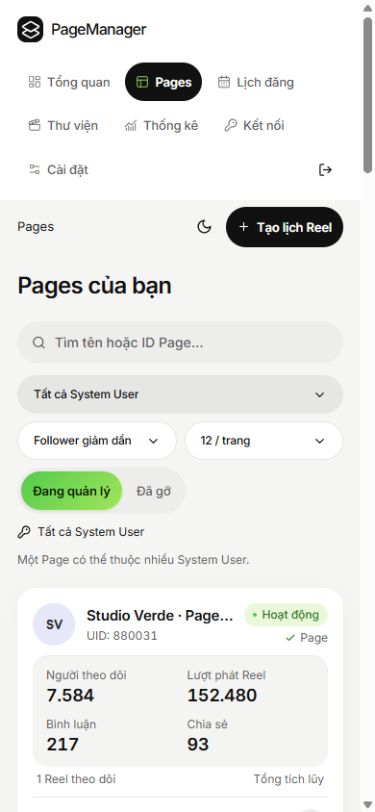 PageManager
Tổng quan
Pages
Lịch đăng
Thư viện
Thống kê
Kết nối
Cài đặt
Pages
+ Tạo lịch Reel
Pages của bạn
Tìm tên hoặc ID Page...
Tất cả System User
Follower giảm dần
12 / trang
Đang quản lý
Đã gỡ
Tất cả System User
Một Page có thể thuộc nhiều System User.
SV
Studio Verde · Page...
Hoạt động
UID: 880031
Page
Người theo dõi
Lượt phát Reel
7.584
152.480
Bình luận
Chia sẻ
217
93
1 Reel theo dõi
Tổng tích lũy